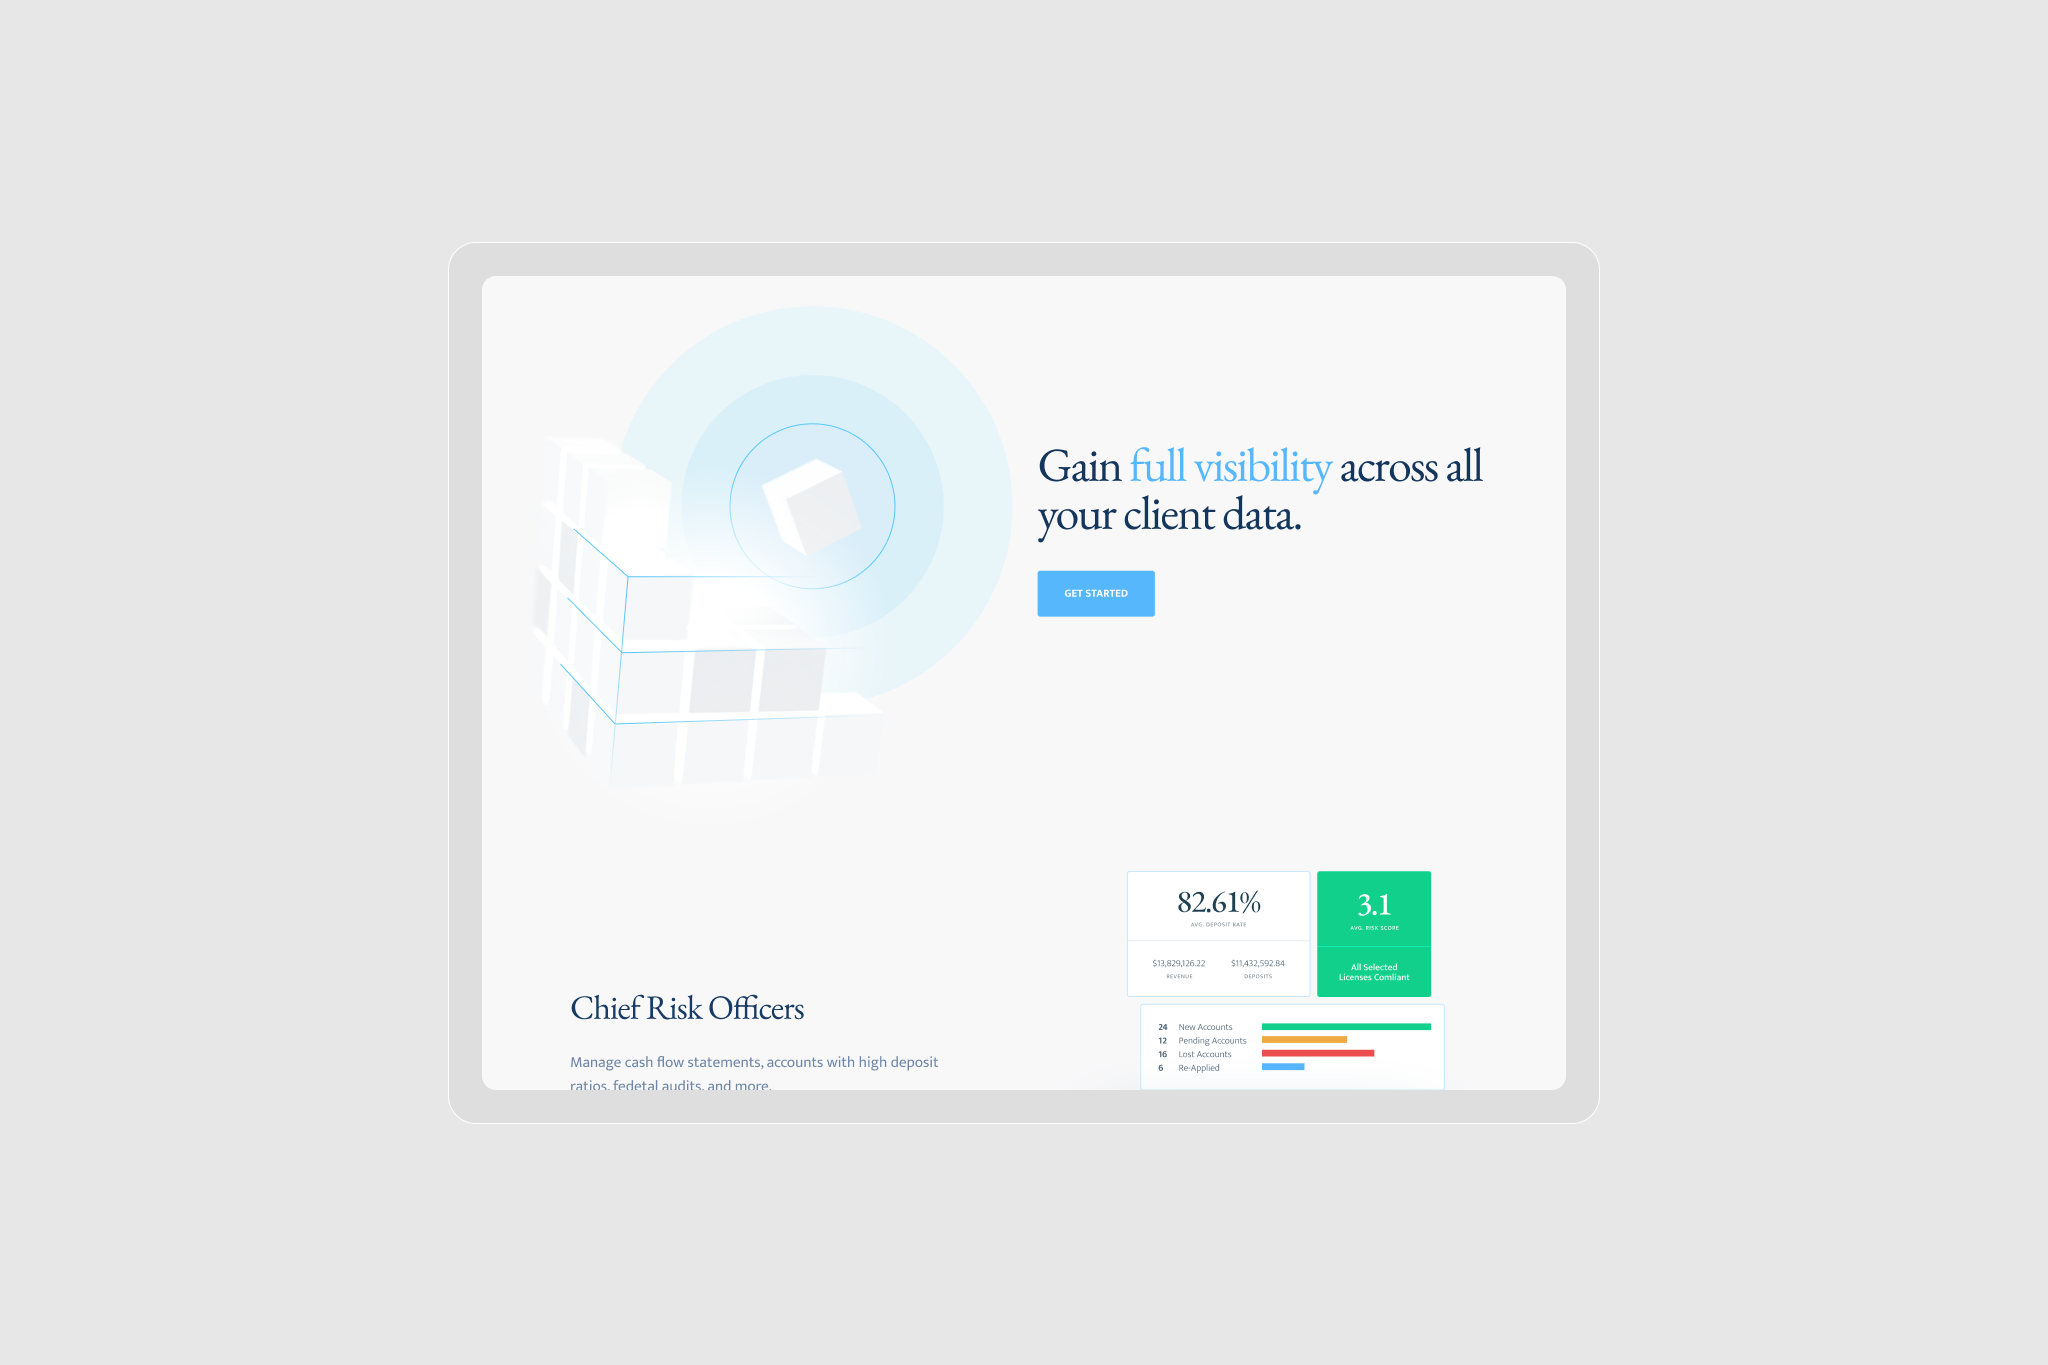 Gain full visibility across all
your client data.
GET STARTED
82.61%
AVG. DEPOSIT RATE
$13,829,126.22
REVENUE
$11,432,592.84
DEPOSITS
3.1
AVG. RISK SCORE
All Selected
Licenses Comliant
Chief Risk Officers
Manage cash flow statements, accounts with high deposit
ratios, fedetal audits, and more.
24 New Accounts
12 Pending Accounts
16 Lost Accounts
6 Re-Applied